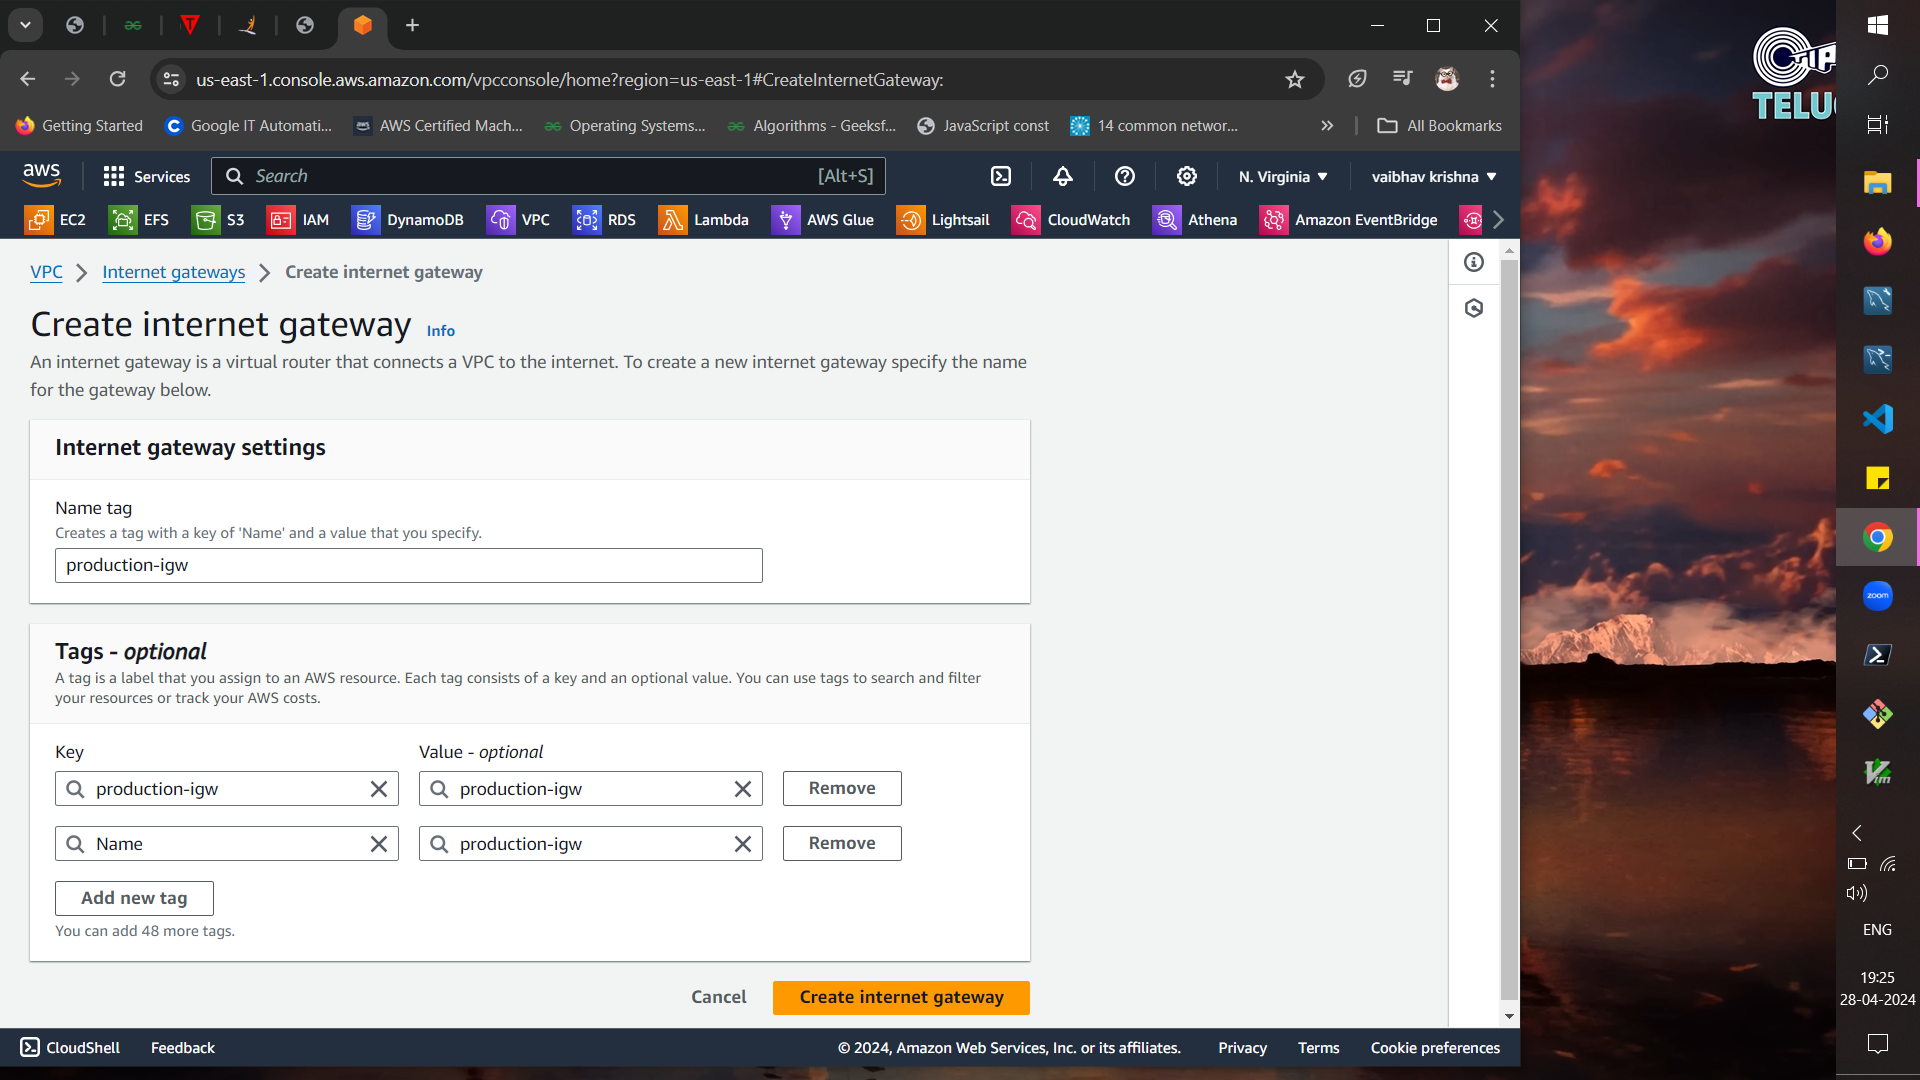 us-east-1.console.aws.amazon.com/vpcconsole/home?region=us-east-1#CreateInternetGateway:
Getting Started
Google IT Automati...
AWS Certified Mach...
Operating Systems...
Algorithms - Geeksf...
JavaScript const
14 common networ...
All Bookmarks
aws
Services
Search
[Alt+S]
N. Virginia
vaibhav krishna
EC2
EFS
S3
IAM
DynamoDB
VPC
RDS
Lambda
AWS Glue
Lightsail
CloudWatch
Athena
Amazon EventBridge
VPC
Internet gateways
Create internet gateway
Create internet gateway Info
An internet gateway is a virtual router that connects a VPC to the internet. To create a new internet gateway specify the name
for the gateway below.
Internet gateway settings
Name tag
Creates a tag with a key of 'Name' and a value that you specify.
production-igw
Tags - optional
A tag is a label that you assign to an AWS resource. Each tag consists of a key and an optional value. You can use tags to search and filter
your resources or track your AWS costs.
Key
Value - optional
production-igw
production-igw
Remove
Name
production-igw
Remove
Add new tag
You can add 48 more tags.
Cancel
Create internet gateway
CloudShell
Feedback
© 2024, Amazon Web Services, Inc. or its affiliates.
Privacy
Terms
Cookie preferences
zoom
Vim
ENG
19:25
28-04-2024